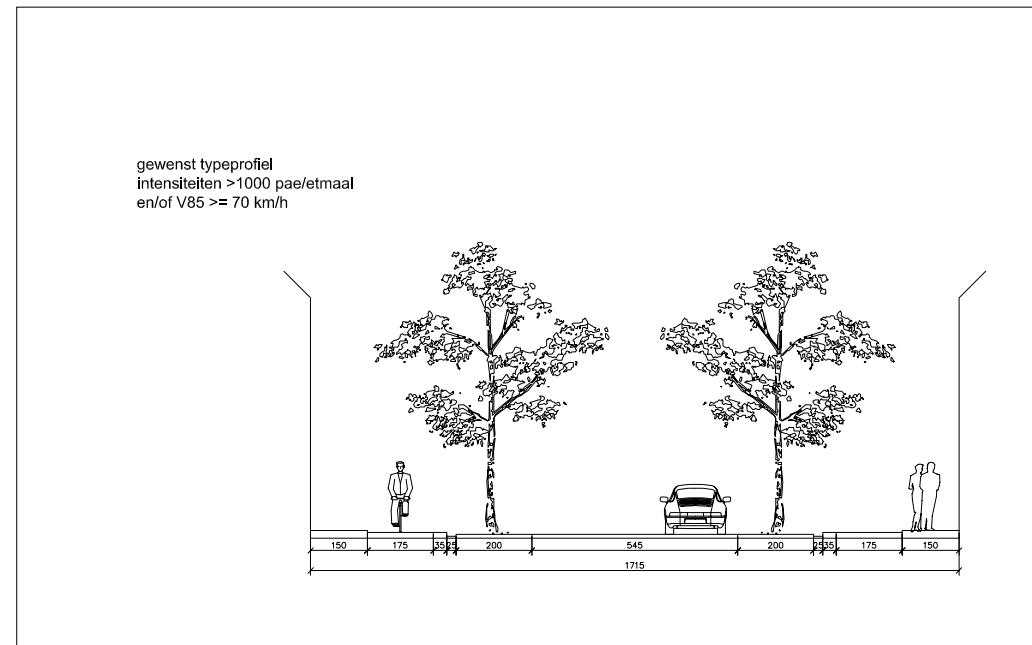 gewenst typeprofiel
intensiteiten >1000 pae/etmaal
en/of V85 >= 70 km/h
150 175 35 25 200 545 200 25 35 175 150
1715